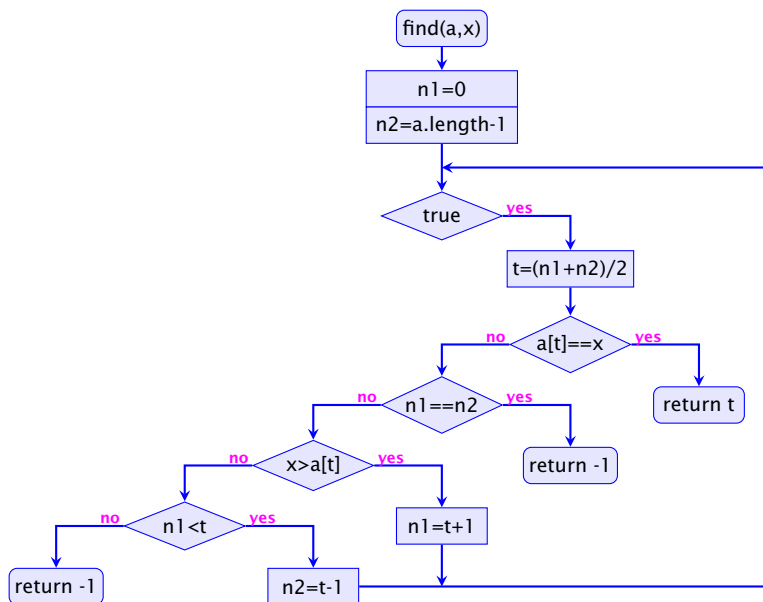 find(a,x)
n1=0
n2=a.length-1
true
yes
t=(n1+n2)/2
a[t]==x
no
yes
return t
n1==n2
no
yes
return -1
x>a[t]
no
yes
n1=t+1
n1<t
no
yes
return -1
n2=t-1